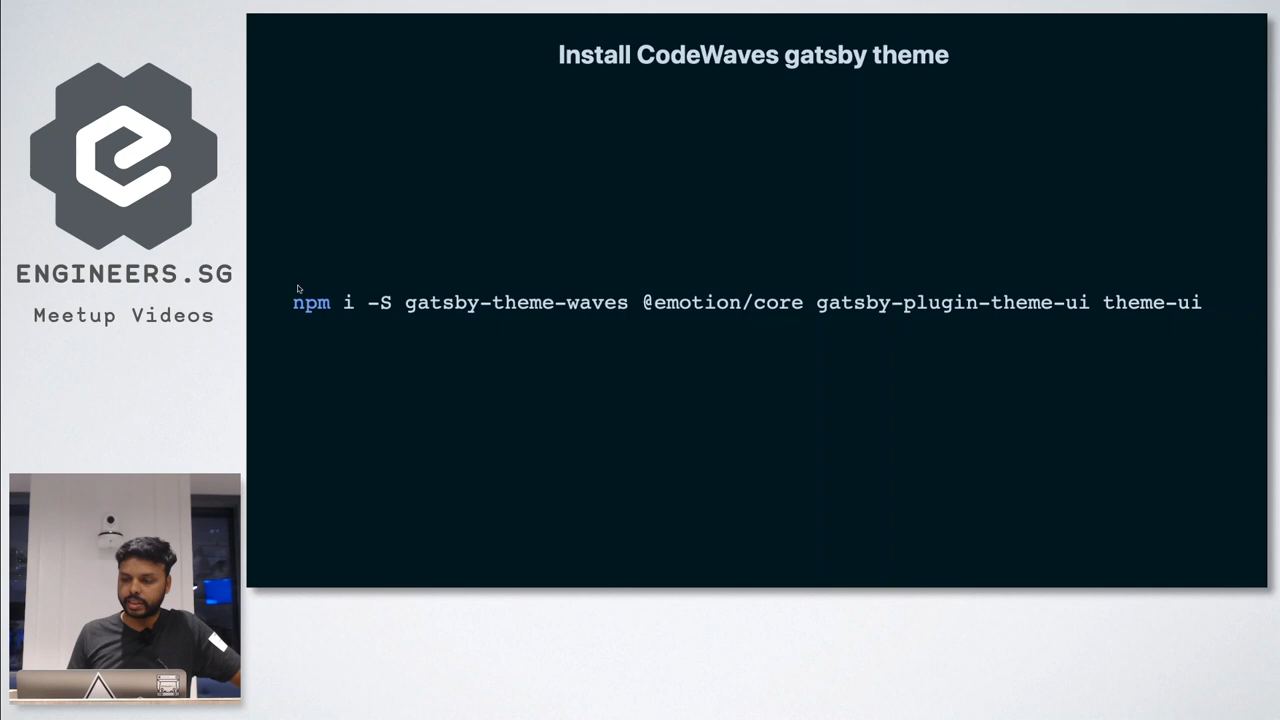 Install CodeWaves gatsby theme
ENGINEERS.SG
Meetup Videos
npm i -S gatsby-theme-waves @emotion/core gatsby-plugin-theme-ui theme-ui